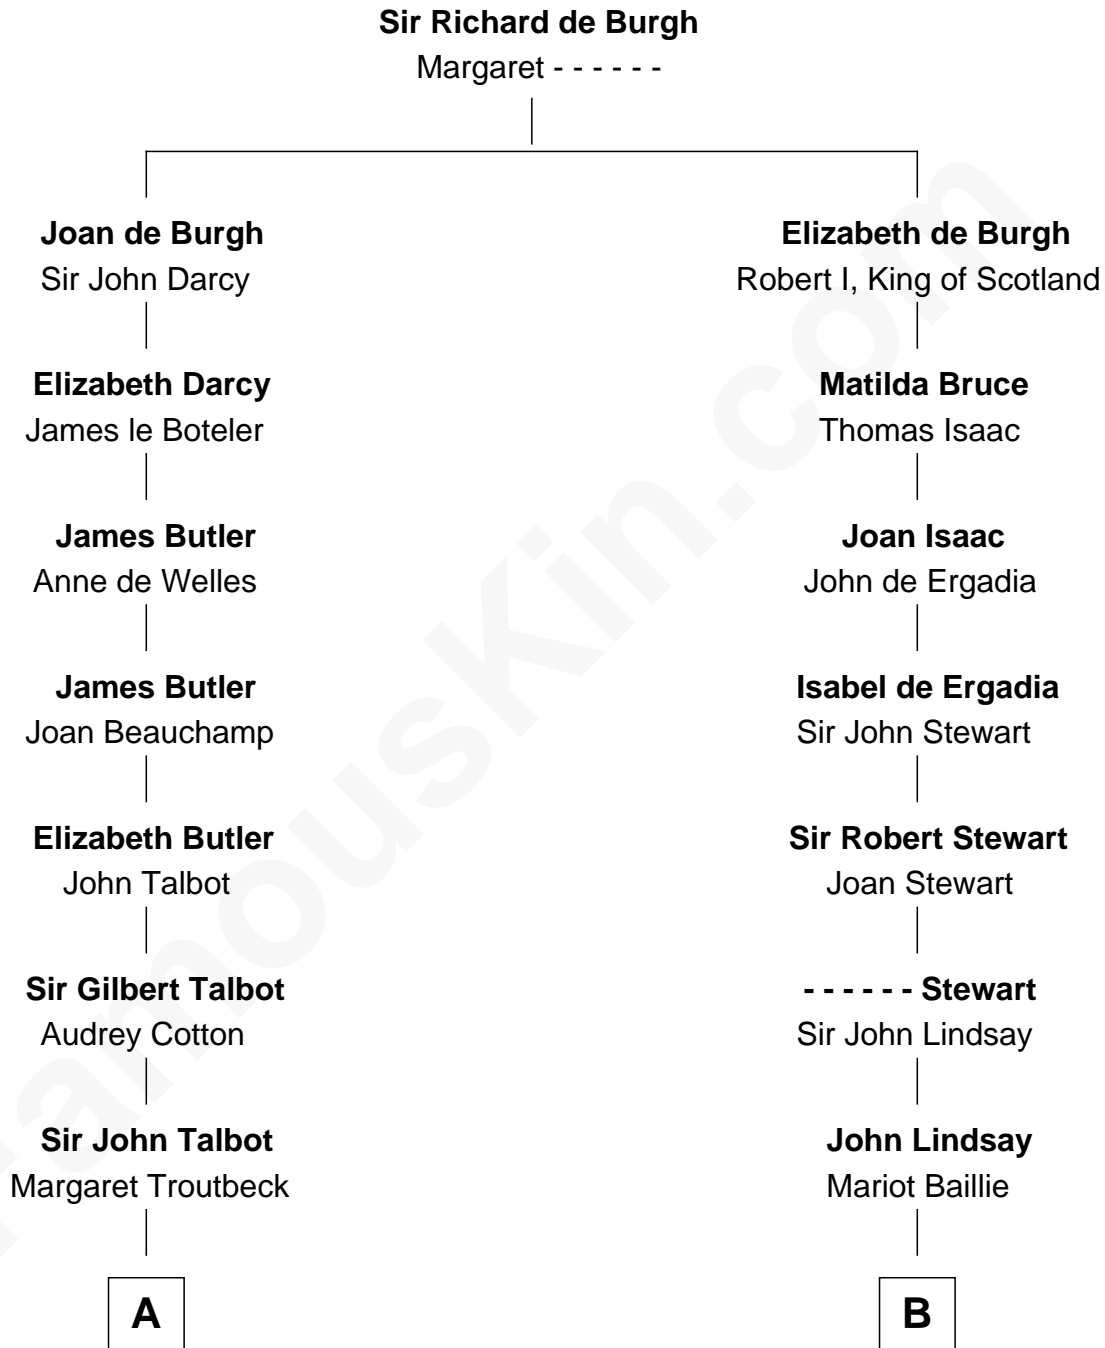 Sir Richard de Burgh
Margaret - - - - - -
Joan de Burgh
Sir John Darcy
Elizabeth de Burgh
Robert I, King of Scotland
Elizabeth Darcy
James le Boteler
Matilda Bruce
Thomas Isaac
James Butler
Anne de Welles
Joan Isaac
John de Ergadia
James Butler
Joan Beauchamp
Isabel de Ergadia
Sir John Stewart
Elizabeth Butler
John Talbot
Sir Robert Stewart
Joan Stewart
Sir Gilbert Talbot
Audrey Cotton
- - - - - - Stewart
Sir John Lindsay
Sir John Talbot
Margaret Troutbeck
John Lindsay
Mariot Baillie
A
B
FamousKin.com